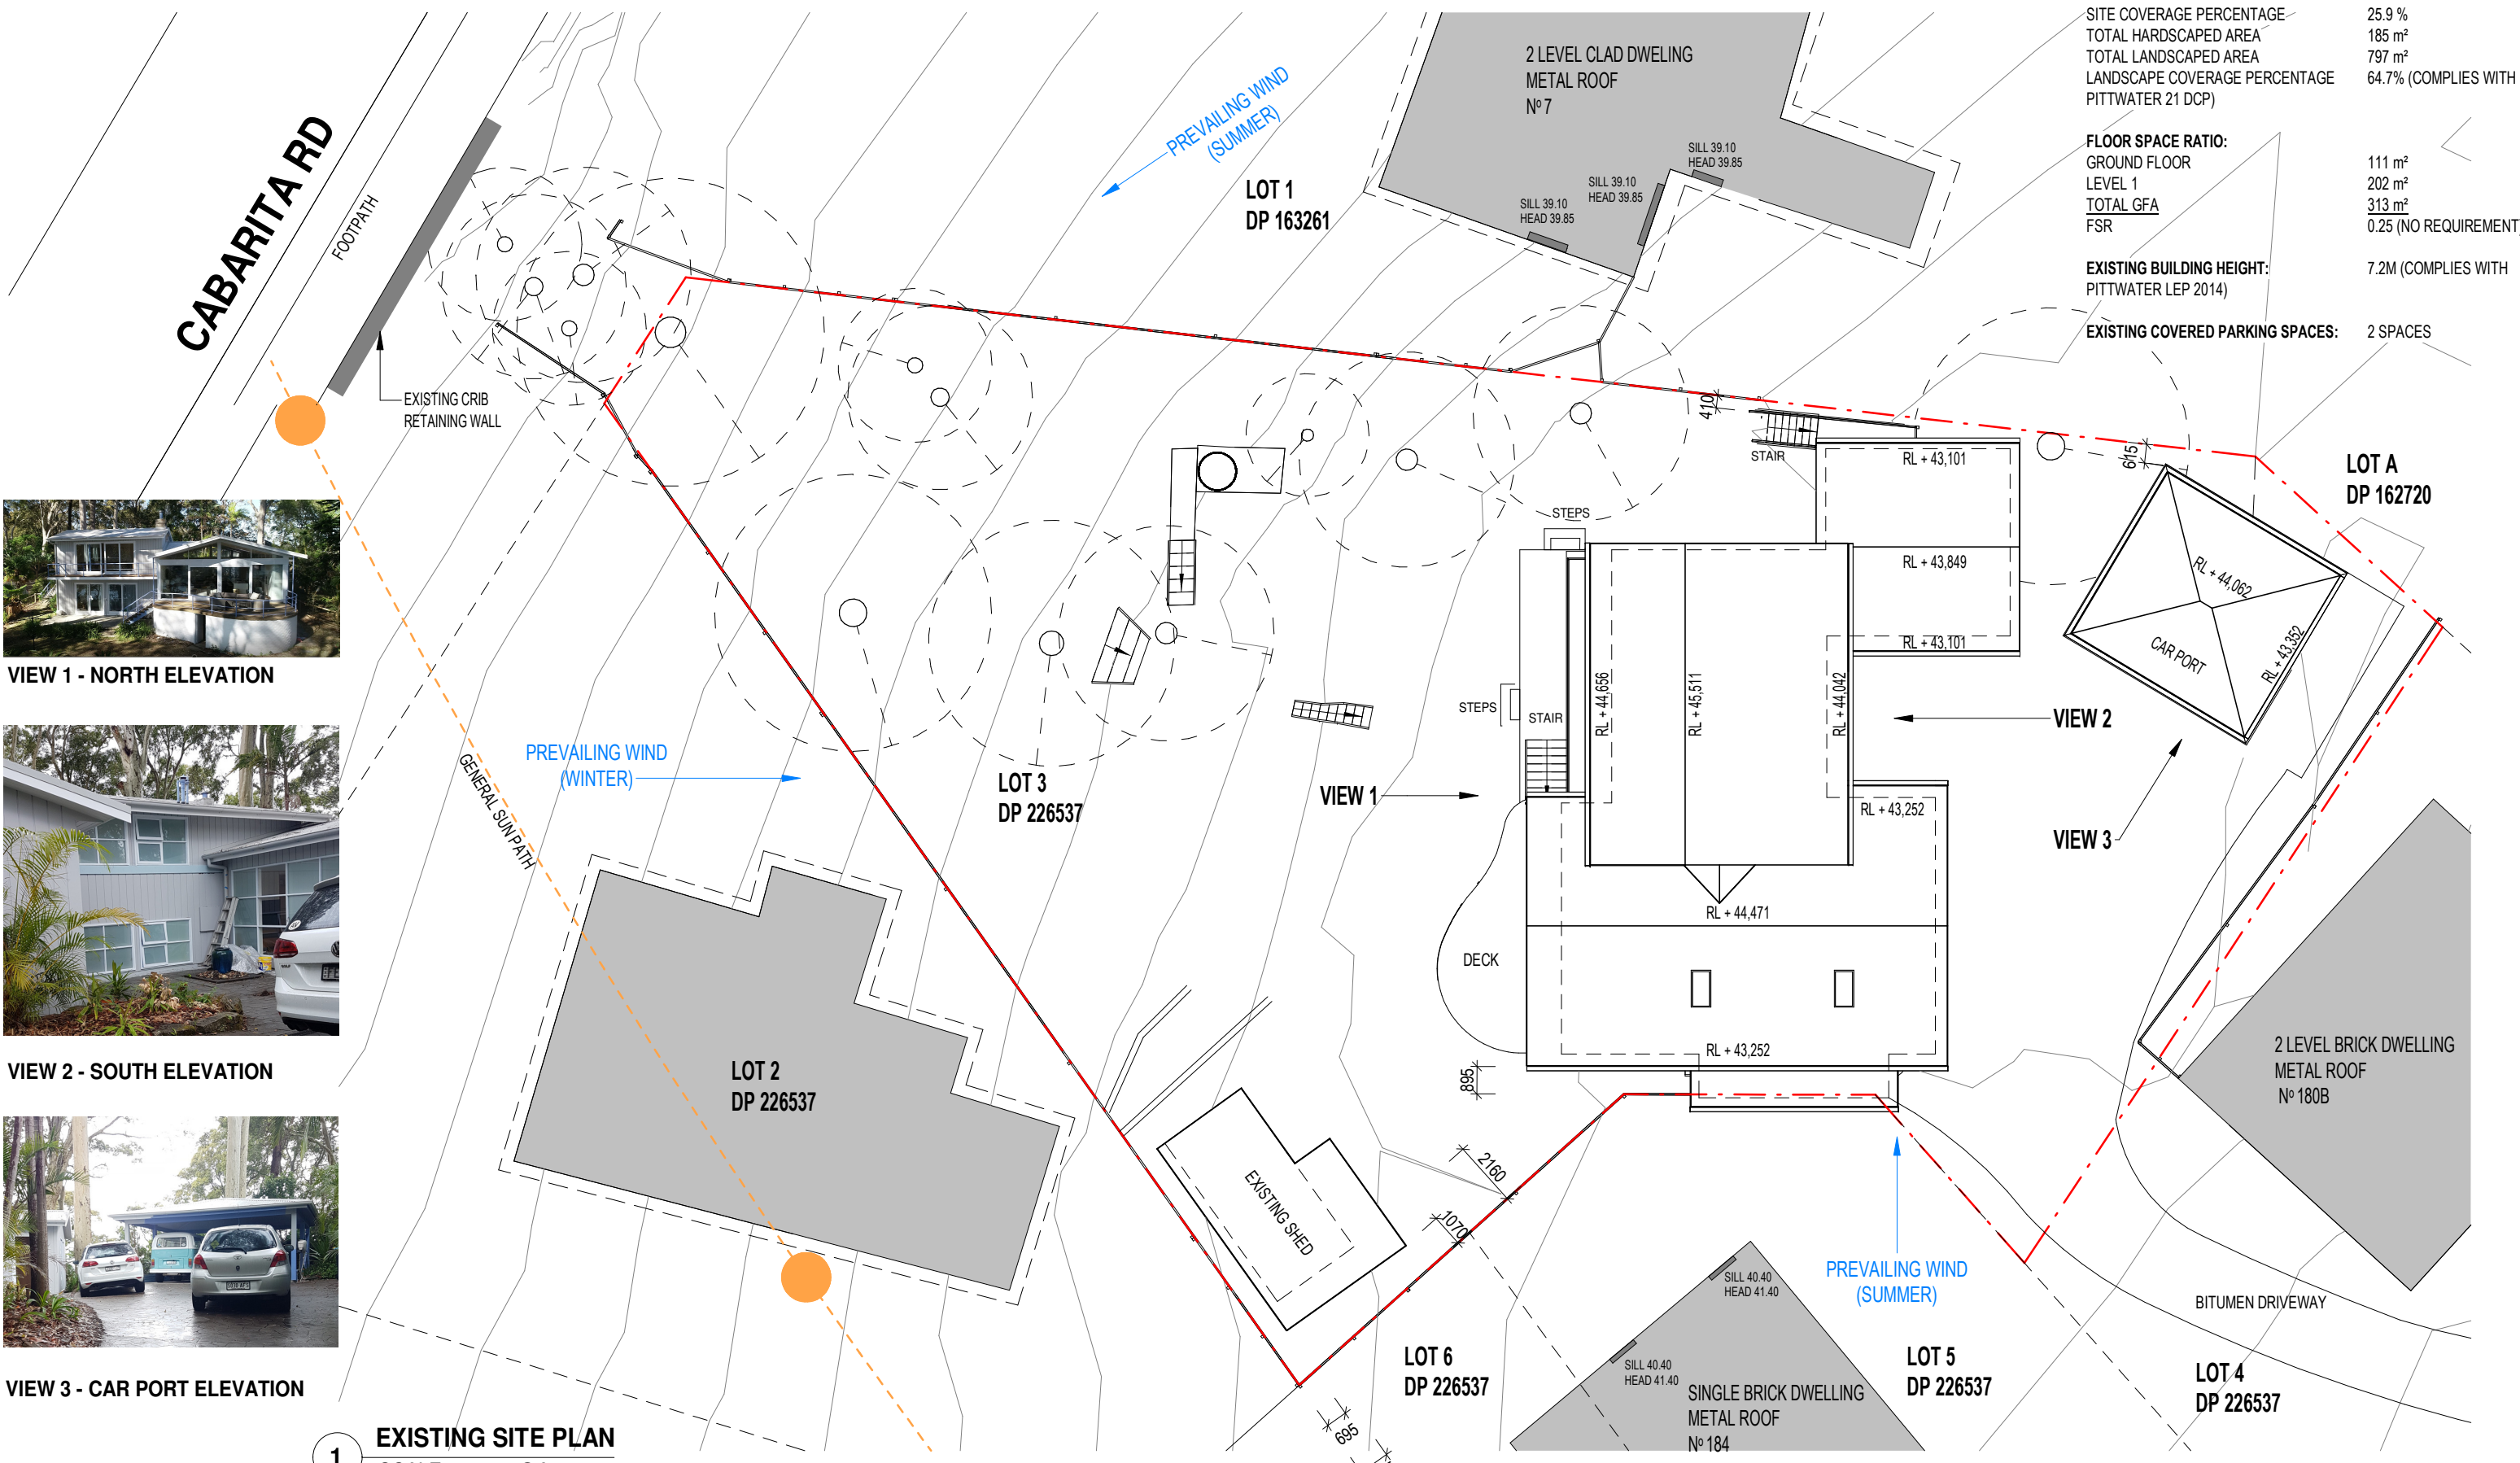 SITE COVERAGE PERCENTAGE 25.9 %
TOTAL HARDSCAPED AREA 185 m²
TOTAL LANDSCAPED AREA 797 m²
LANDSCAPE COVERAGE PERCENTAGE 64.7% (COMPLIES WITH
PITTWATER 21 DCP)
FLOOR SPACE RATIO:
GROUND FLOOR 111 m²
LEVEL 1 202 m²
TOTAL GFA 313 m²
FSR 0.25 (NO REQUIREMENT
EXISTING BUILDING HEIGHT: 7.2M (COMPLIES WITH
PITTWATER LEP 2014)
EXISTING COVERED PARKING SPACES: 2 SPACES
2 LEVEL CLAD DWELING
METAL ROOF
Nº 7
SILL 39.10
HEAD 39.85
SILL 39.10
HEAD 39.85
SILL 39.10
HEAD 39.85
PREVAILING WIND
(SUMMER)
LOT 1
DP 163261
CABARITA RD
FOOTPATH
EXISTING CRIB
RETAINING WALL
410
STAIR
RL + 43,101
615
LOT A
DP 162720
STEPS
RL + 43,849
RL + 44,062
RL + 43,101
CAR PORT
RL + 43,352
VIEW 1 - NORTH ELEVATION
STEPS
STAIR
RL + 44,656
RL + 45,511
RL + 44,042
VIEW 2
PREVAILING WIND
(WINTER)
GENERAL SUN PATH
LOT 3
DP 226537
VIEW 1
RL + 43,252
VIEW 3
RL + 44,471
DECK
VIEW 2 - SOUTH ELEVATION
LOT 2
DP 226537
RL + 43,252
895
2 LEVEL BRICK DWELLING
METAL ROOF
Nº 180B
EXISTING SHED
2160
1070
PREVAILING WIND
(SUMMER)
SILL 40.40
HEAD 41.40
BITUMEN DRIVEWAY
SILL 40.40
HEAD 41.40
LOT 6
DP 226537
LOT 5
DP 226537
LOT 4
DP 226537
SINGLE BRICK DWELLING
METAL ROOF
Nº 184
695
VIEW 3 - CAR PORT ELEVATION
1 EXISTING SITE PLAN